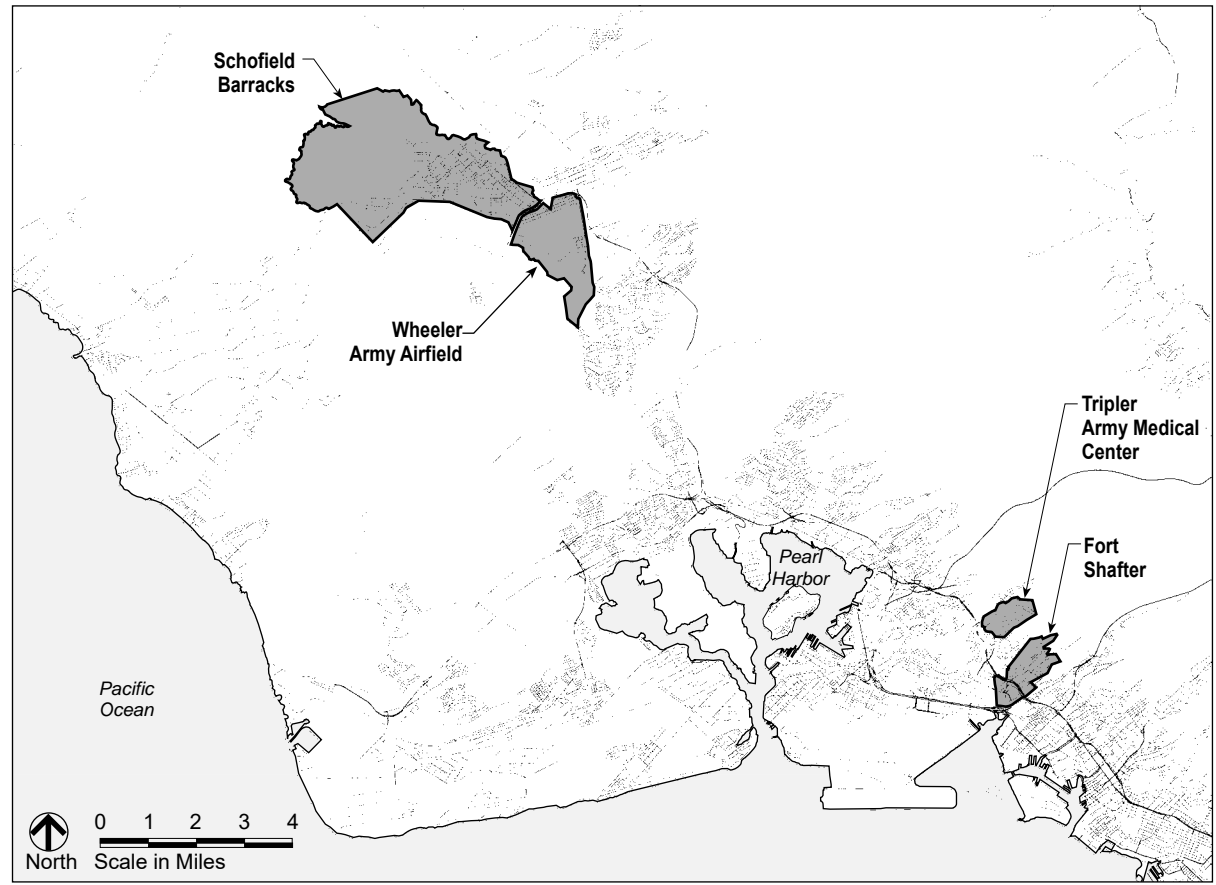 Schofield
Barracks
Wheeler
Army Airfield
Tripler
Army Medical
Center
Fort
Shafter
Pearl
Harbor
Pacific
Ocean
0 1 2 3 4
North Scale in Miles